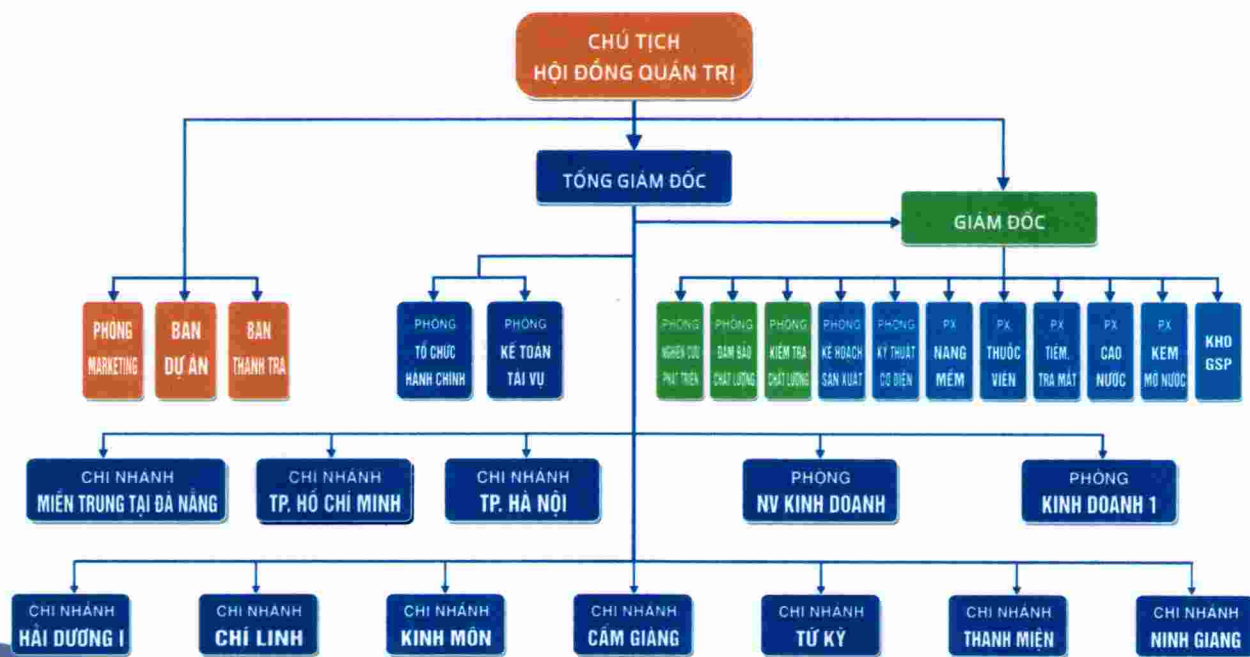 CHỦ TỊCH
HỘI ĐỒNG QUẢN TRỊ
TỔNG GIÁM ĐỐC
GIÁM ĐỐC
PHÒNG
MARKETING
BAN
DỰ ÁN
BAN
THANH TRA
PHÒNG
TỔ CHỨC
HÀNH CHÍNH
PHÒNG
KẾ TOÁN
TÀI VỤ
PHÒNG
NGHIÊN CỨU
PHÁT TRIỂN
PHÒNG
ĐẢM BẢO
CHẤT LƯỢNG
PHÒNG
KIỂM TRA
CHẤT LƯỢNG
PHÒNG
KẾ HOẠCH
SẢN XUẤT
PHÒNG
KỸ THUẬT
CƠ ĐIỆN
PX
NANG
MỀM
PX
THUỐC
VIÊN
PX
TIÊM,
TRA MẮT
PX
CAO
NƯỚC
PX
KEM
MỠ NƯỚC
KHO
GSP
CHI NHÁNH
MIỀN TRUNG TẠI ĐÀ NẴNG
CHI NHÁNH
TP. HỒ CHÍ MINH
CHI NHÁNH
TP. HÀ NỘI
PHÒNG
NV KINH DOANH
PHÒNG
KINH DOANH 1
CHI NHÁNH
HẢI DƯƠNG I
CHI NHÁNH
CHÍ LINH
CHI NHÁNH
KINH MÔN
CHI NHÁNH
CẨM GIÀNG
CHI NHÁNH
TỨ KỲ
CHI NHÁNH
THANH MIỆN
CHI NHÁNH
NINH GIANG